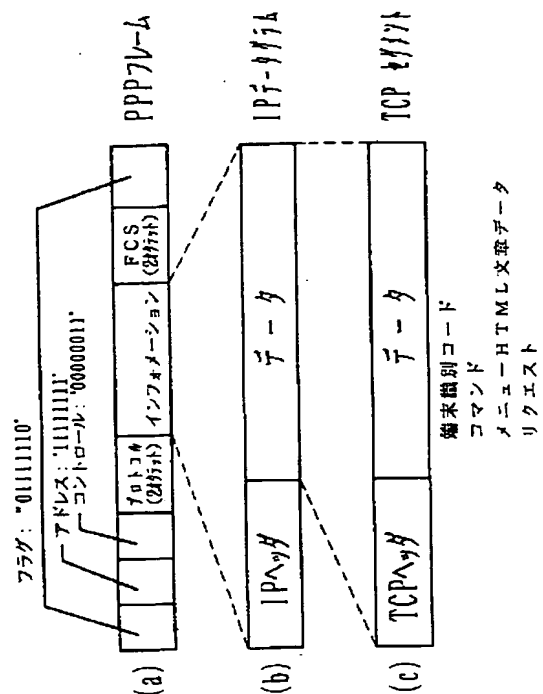 フラグ: "01111110"
アドレス: '11111111'
コントロール: '00000011'
(a)
プロトコル
(2オクテット)
インフォメーション
FCS
(2オクテット)
PPPフレーム
(b)
IPヘッダ
データ
IPデータグラム
(c)
TCPヘッダ
データ
TCP セグメント
端末識別コード
コマンド
メニューHTML文章データ
リクエスト